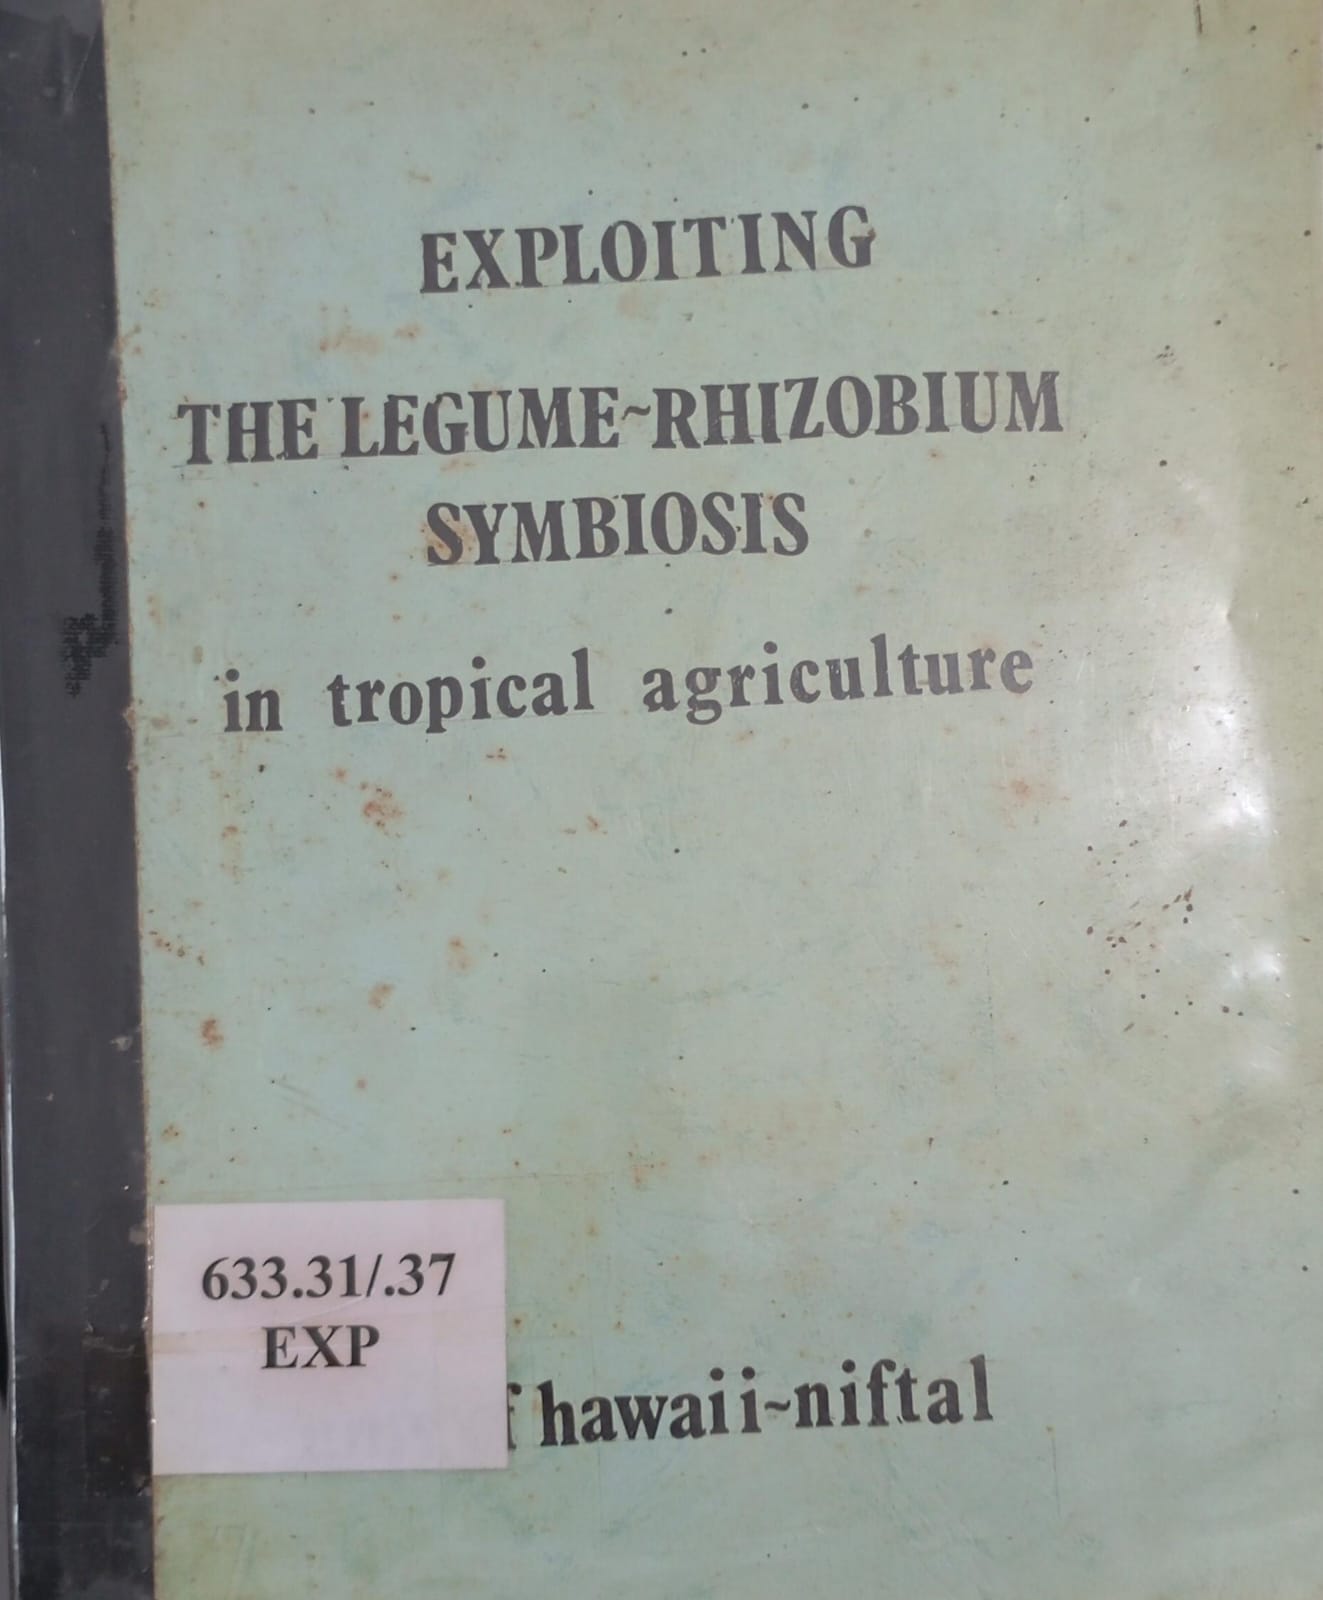 EXPLOITING
THE LEGUME~RHIZOBIUM
SYMBIOSIS
in tropical agriculture
633.31/.37
EXP
hawaii~niftal